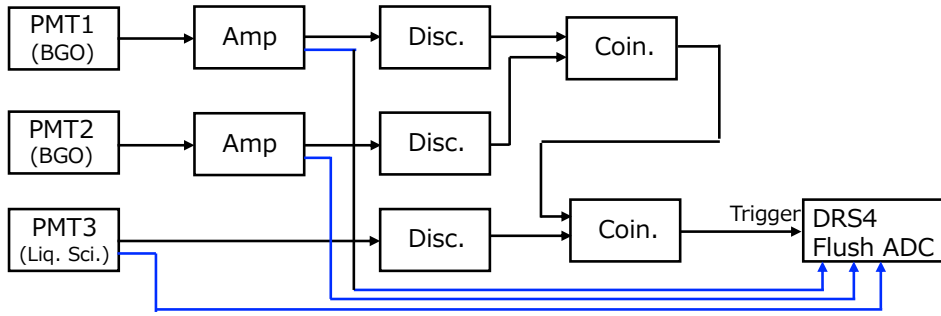 PMT1
(BGO)
Amp
Disc.
Coin.
PMT2
(BGO)
Amp
Disc.
PMT3
(Liq. Sci.)
Disc.
Coin.
Trigger
DRS4
Flush ADC